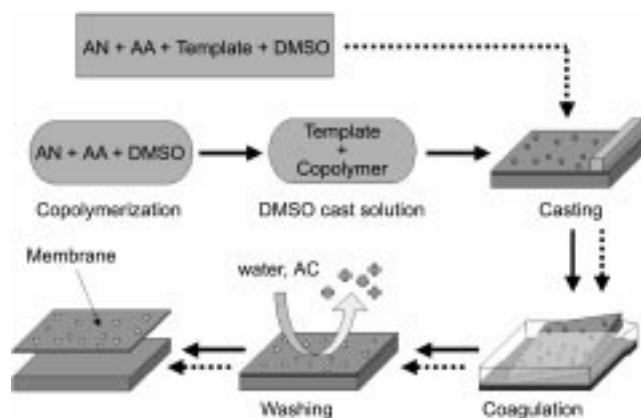 AN + AA + Template + DMSO
AN + AA + DMSO
Template
+
Copolymer
Copolymerization
DMSO cast solution
Casting
Membrane
water, AC
Washing
Coagulation